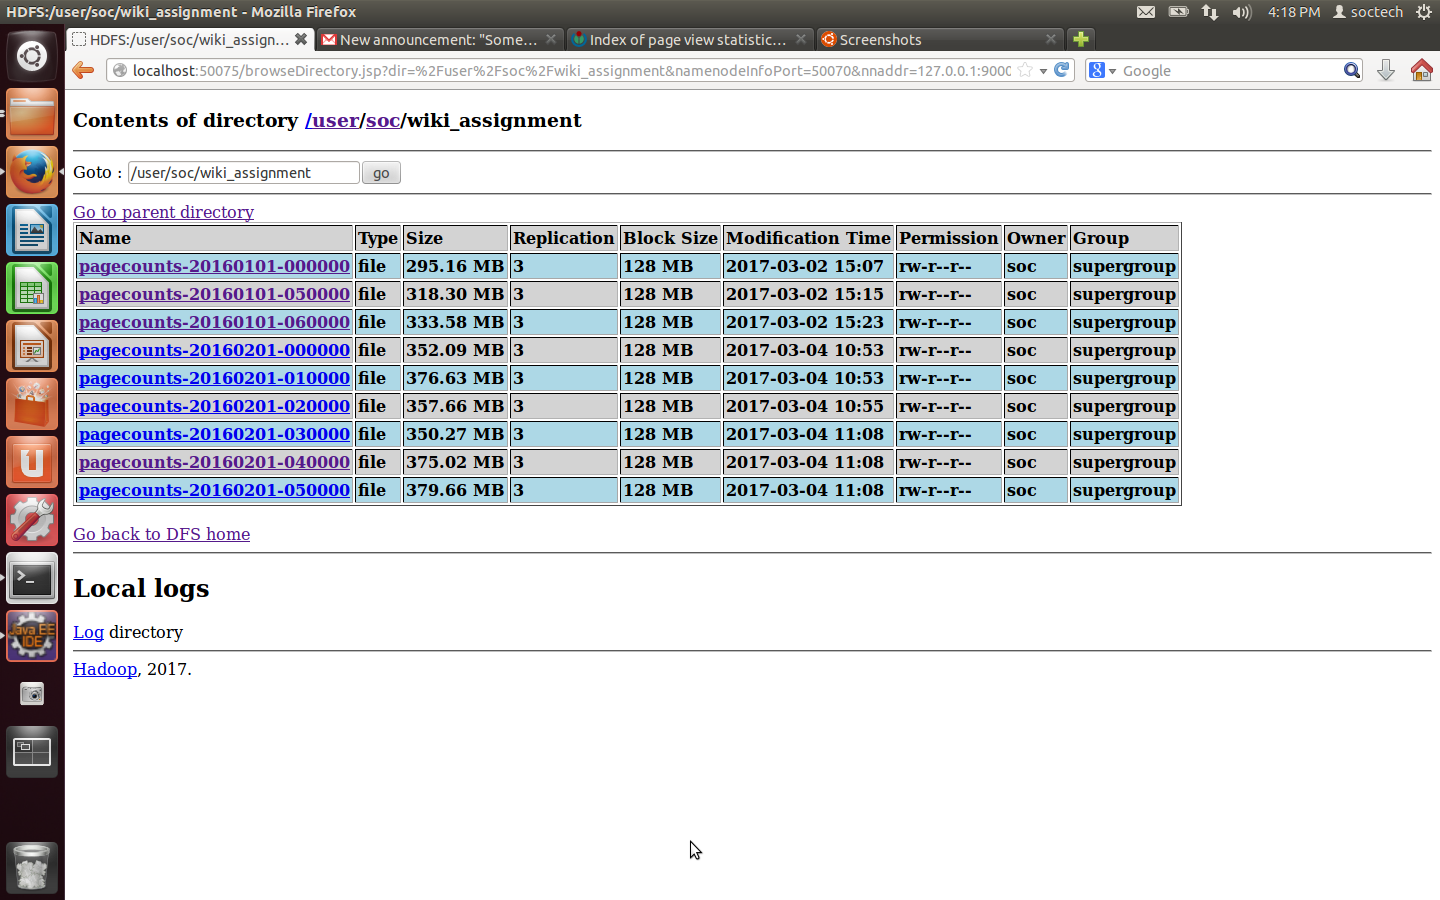 HDFS:/user/soc/wiki_assignment - Mozilla Firefox
4:18 PM soctech
HDFS:/user/soc/wiki_assign... New announcement: "Some... Index of page view statistic... Screenshots
localhost:50075/browseDirectory.jsp?dir=%2Fuser%2Fsoc%2Fwiki_assignment&namenodeInfoPort=50070&nnaddr=127.0.0.1:9000 Google
Contents of directory /user/soc/wiki_assignment
Goto : /user/soc/wiki_assignment go
Go to parent directory
Name Type Size Replication Block Size Modification Time Permission Owner Group
pagecounts-20160101-000000 file 295.16 MB 3 128 MB 2017-03-02 15:07 rw-r--r-- soc supergroup
pagecounts-20160101-050000 file 318.30 MB 3 128 MB 2017-03-02 15:15 rw-r--r-- soc supergroup
pagecounts-20160101-060000 file 333.58 MB 3 128 MB 2017-03-02 15:23 rw-r--r-- soc supergroup
pagecounts-20160201-000000 file 352.09 MB 3 128 MB 2017-03-04 10:53 rw-r--r-- soc supergroup
pagecounts-20160201-010000 file 376.63 MB 3 128 MB 2017-03-04 10:53 rw-r--r-- soc supergroup
pagecounts-20160201-020000 file 357.66 MB 3 128 MB 2017-03-04 10:55 rw-r--r-- soc supergroup
pagecounts-20160201-030000 file 350.27 MB 3 128 MB 2017-03-04 11:08 rw-r--r-- soc supergroup
pagecounts-20160201-040000 file 375.02 MB 3 128 MB 2017-03-04 11:08 rw-r--r-- soc supergroup
pagecounts-20160201-050000 file 379.66 MB 3 128 MB 2017-03-04 11:08 rw-r--r-- soc supergroup
Go back to DFS home
Local logs
Log directory
Hadoop, 2017.
Java EE
IDE